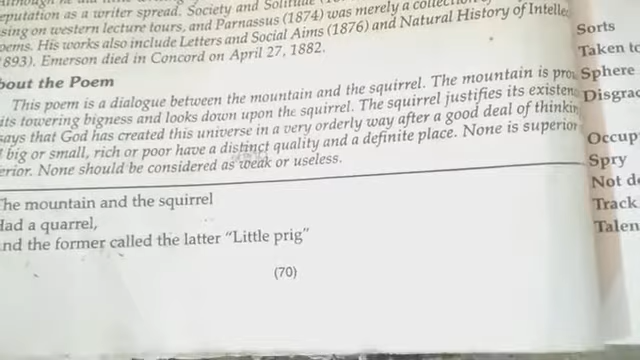 eputation as a writer spread. Society and Solitude
sing on western lecture tours, and Parnassus (1874) was merely a collection
oems. His works also include Letters and Social Aims (1876) and Natural History of Intelle
893). Emerson died in Concord on April 27, 1882.
bout the Poem
This poem is a dialogue between the mountain and the squirrel. The mountain is prou
its towering bigness and looks down upon the squirrel. The squirrel justifies its existen
says that God has created this universe in a very orderly way after a good deal of thinkin
big or small, rich or poor have a distinct quality and a definite place. None is superior
erior. None should be considered as weak or useless.
The mountain and the squirrel
Had a quarrel,
nd the former called the latter “Little prig”
(70)
Sorts
Taken to
Sphere
Disgrac
Occup
Spry
Not d
Track
Talen